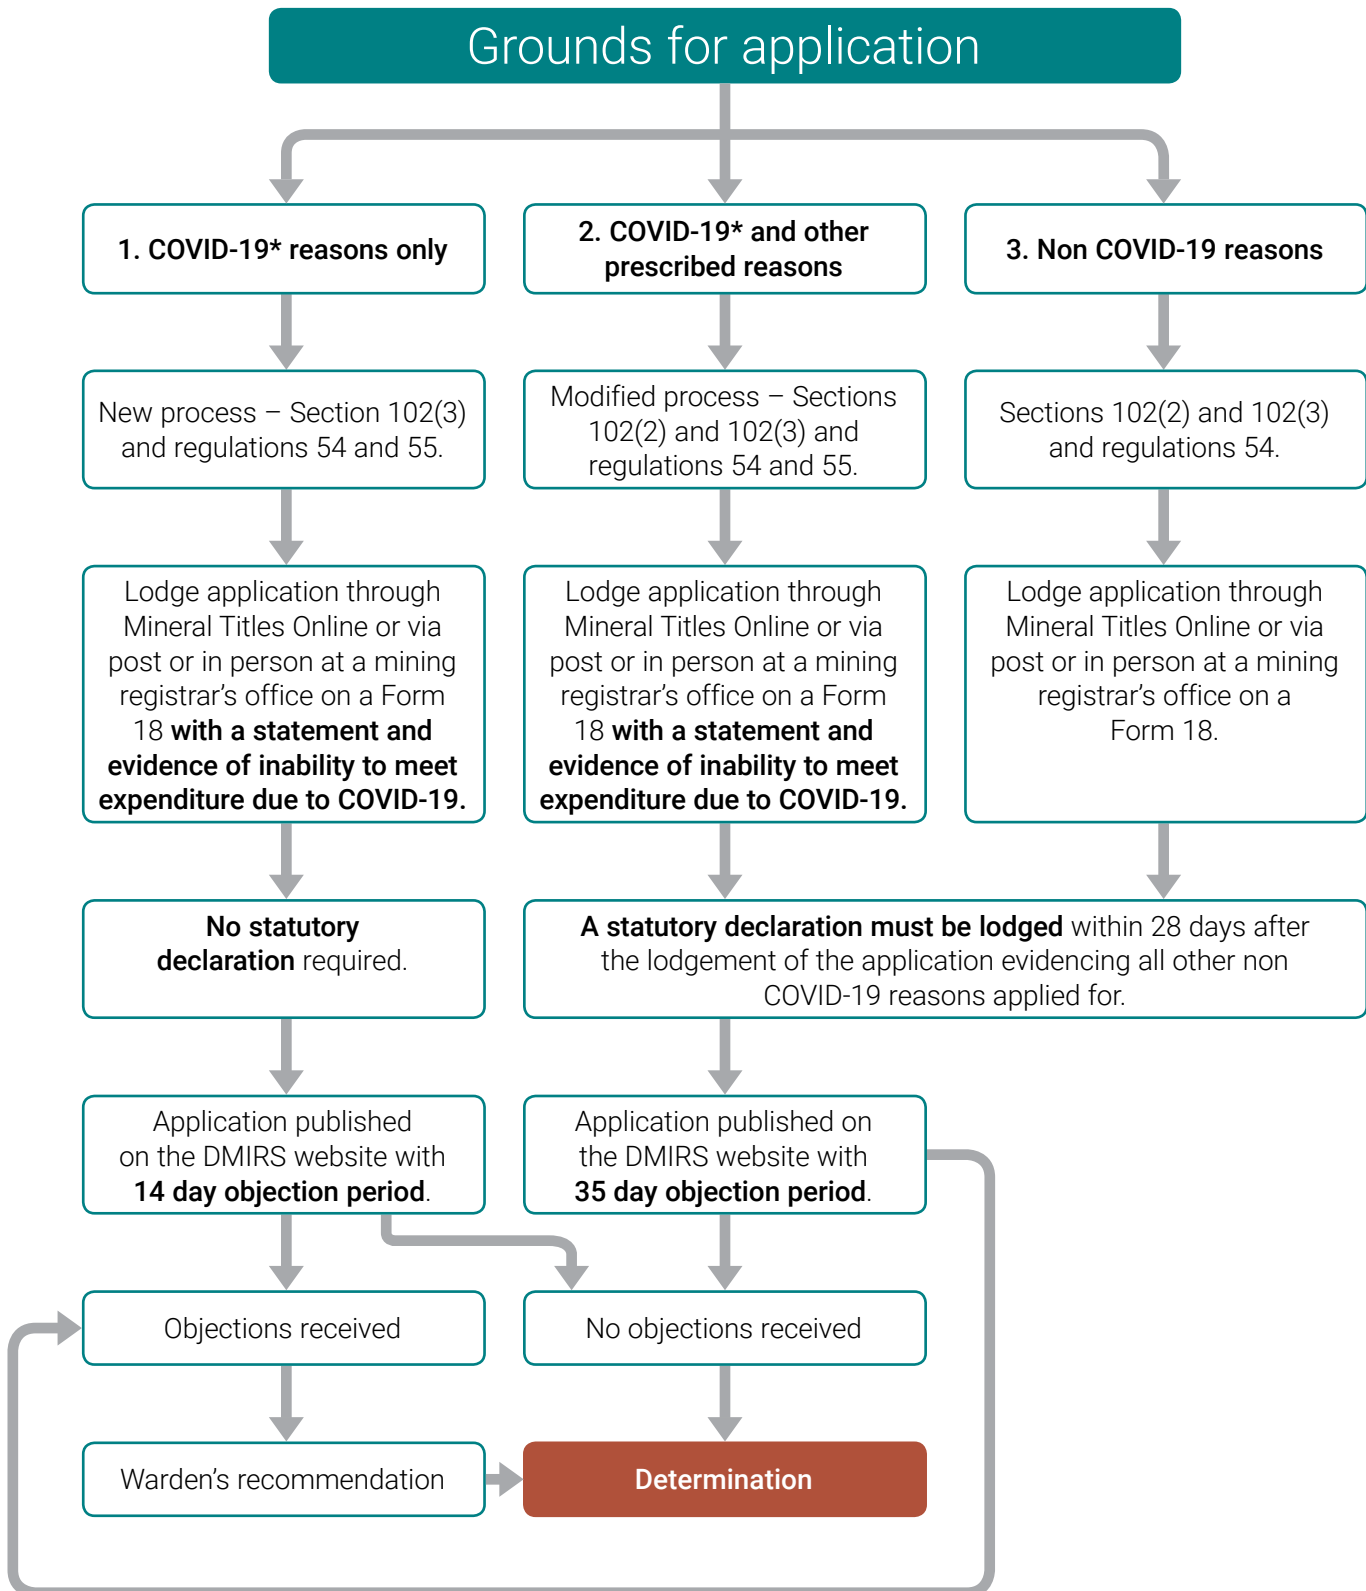 Grounds for application
1. COVID-19* reasons only
2. COVID-19* and other
prescribed reasons
3. Non COVID-19 reasons
New process – Section 102(3)
and regulations 54 and 55.
Modified process – Sections
102(2) and 102(3) and
regulations 54 and 55.
Sections 102(2) and 102(3)
and regulations 54.
Lodge application through
Mineral Titles Online or via
post or in person at a mining
registrar’s office on a Form
18 with a statement and
evidence of inability to meet
expenditure due to COVID-19.
Lodge application through
Mineral Titles Online or via
post or in person at a mining
registrar’s office on a Form
18 with a statement and
evidence of inability to meet
expenditure due to COVID-19.
Lodge application through
Mineral Titles Online or via
post or in person at a mining
registrar’s office on a
Form 18.
No statutory
declaration required.
A statutory declaration must be lodged within 28 days after
the lodgement of the application evidencing all other non
COVID-19 reasons applied for.
Application published
on the DMIRS website with
14 day objection period.
Application published on
the DMIRS website with
35 day objection period.
Objections received
No objections received
Warden’s recommendation
Determination